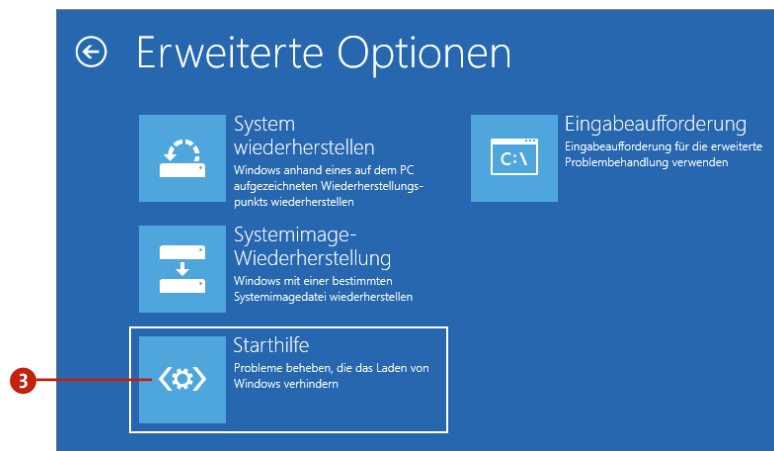 Erweiterte Optionen
System
wiederherstellen
Windows anhand eines auf dem PC
aufgezeichneten Wiederherstellungs-
punkts wiederherstellen
Systemimage-
Wiederherstellung
Windows mit einer bestimmten
Systemimagedatei wiederherstellen
3
Starthilfe
Probleme beheben, die das Laden von
Windows verhindern
C:\
Eingabeaufforderung
Eingabeaufforderung für die erweiterte
Problembehandlung verwenden